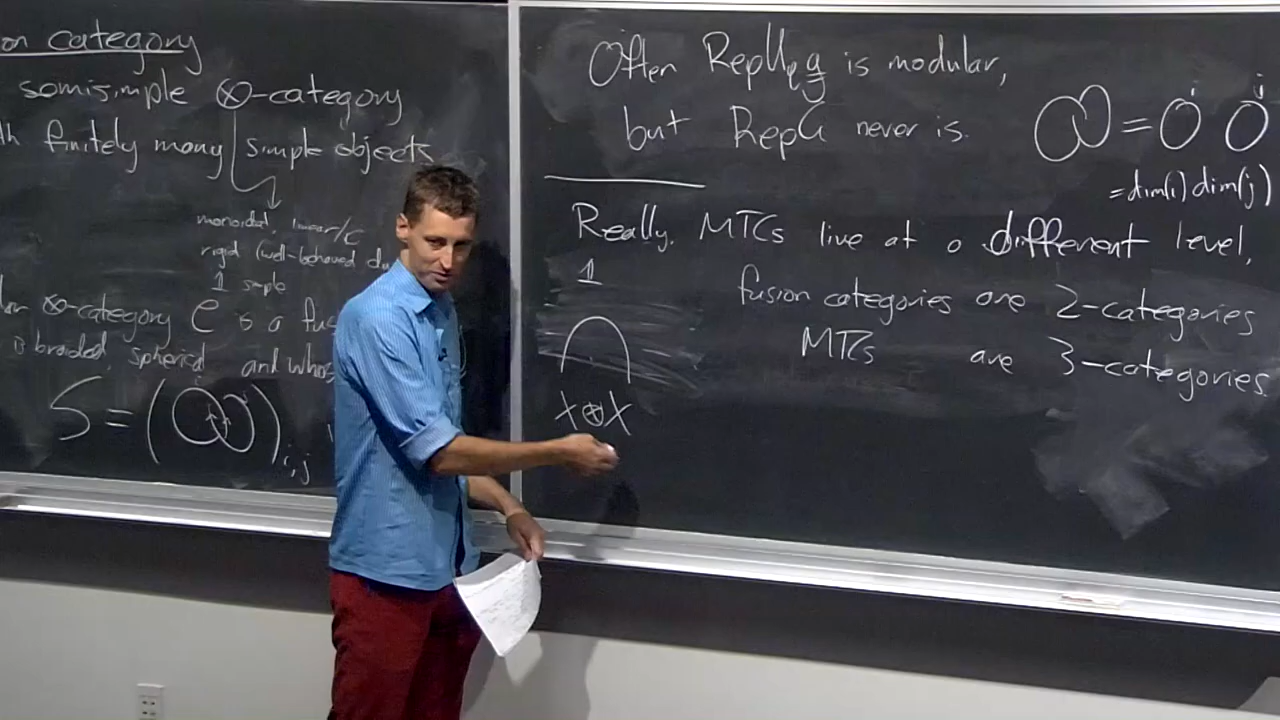 on category
semisimple ⊗-category
th finitely many simple objects
monoidal, linear/C
rigid (well-behaved du
1 simple
⊗-category C is a fus
is braided, spherical and whos
S = ( )i,j
Often Rep U_q g is modular,
but Rep G never is.
= i j
= dim(i) dim(j)
Really, MTCs live at a different level,
1
fusion categories are 2-categories
MTCs are 3-categories.
X⊗X